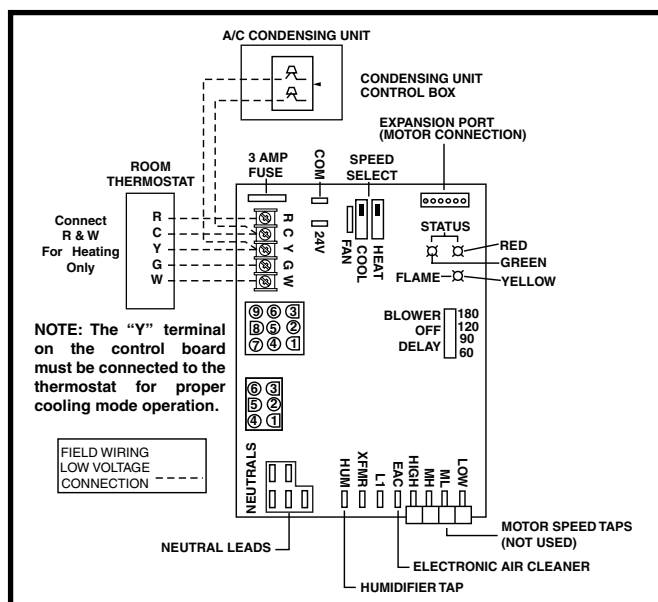 A/C CONDENSING UNIT
CONDENSING UNIT
CONTROL BOX
EXPANSION PORT
(MOTOR CONNECTION)
ROOM
THERMOSTAT
3 AMP
FUSE
COM
SPEED
SELECT
Connect
R & W
For Heating
Only
R
C
Y
G
W
R
C
Y
G
W
24V
FAN
COOL
HEAT
STATUS
RED
GREEN
FLAME
YELLOW
NOTE: The “Y” terminal
on the control board
must be connected to the
thermostat for proper
cooling mode operation.
9 6 3
8 5 2
7 4 1
BLOWER
OFF
DELAY
180
120
90
60
6 3
5 2
4 1
FIELD WIRING
LOW VOLTAGE
CONNECTION
NEUTRALS
HUM
XFMR
L1
EAC
HIGH
MH
ML
LOW
MOTOR SPEED TAPS
(NOT USED)
NEUTRAL LEADS
ELECTRONIC AIR CLEANER
HUMIDIFIER TAP